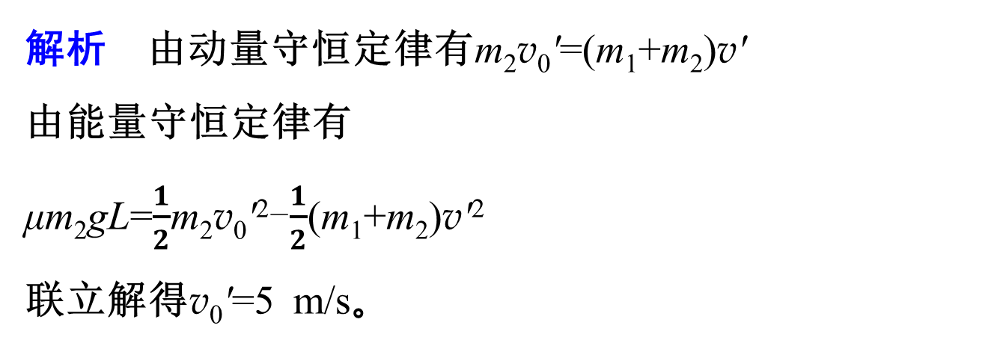 解析 由动量守恒定律有m₂v₀′=(m₁+m₂)v′
由能量守恒定律有
μm₂gL=½m₂v₀′²−½(m₁+m₂)v′²
联立解得v₀′=5 m/s。